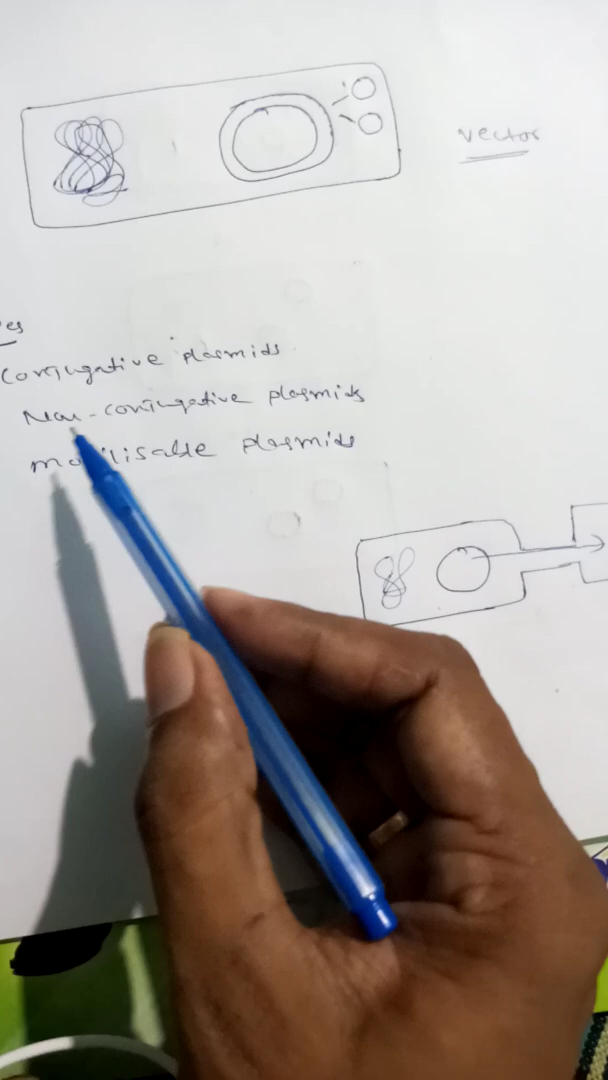 vector
es
Conjugative plasmids
Non-conjugative plasmids
mobilisable plasmids